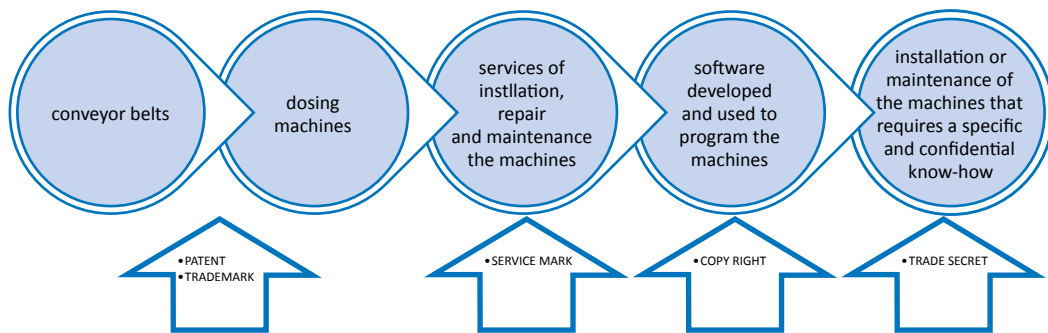 conveyor belts
dosing
machines
services of
instllation,
repair
and maintenance
the machines
software
developed
and used to
program the
machines
installation or
maintenance of
the machines that
requires a specific
and confidential
know-how
• PATENT
• TRADEMARK
• SERVICE MARK
• COPY RIGHT
• TRADE SECRET